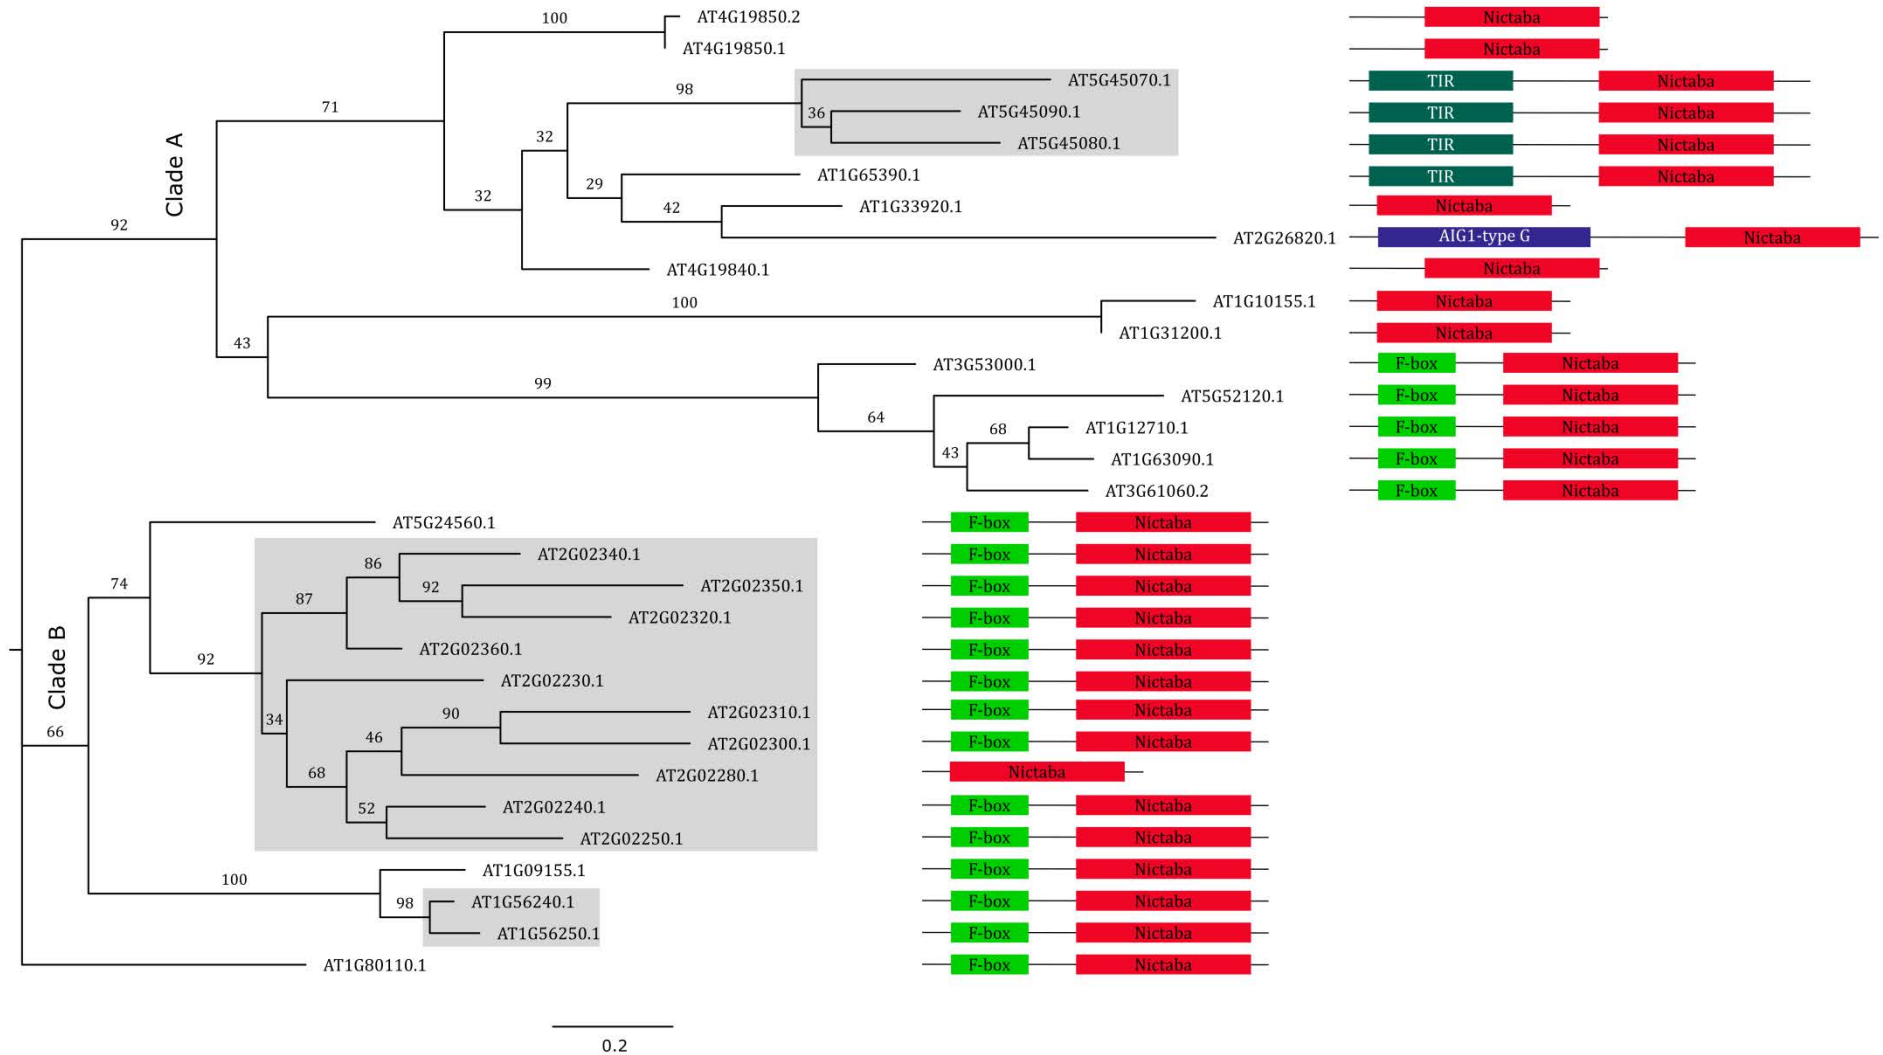 100 AT4G19850.2 Nictaba
AT4G19850.1 Nictaba
98 AT5G45070.1 TIR Nictaba
71 36 AT5G45090.1 TIR Nictaba
32 AT5G45080.1 TIR Nictaba
Clade A
29 AT1G65390.1 TIR Nictaba
32 42 AT1G33920.1 Nictaba
92 AT2G26820.1 AIG1-type G Nictaba
AT4G19840.1 Nictaba
100 AT1G10155.1 Nictaba
43 AT1G31200.1 Nictaba
99 AT3G53000.1 F-box Nictaba
64 AT5G52120.1 F-box Nictaba
68 AT1G12710.1 F-box Nictaba
43 AT1G63090.1 F-box Nictaba
AT3G61060.2 F-box Nictaba
AT5G24560.1 F-box Nictaba
86 AT2G02340.1 F-box Nictaba
74 92 AT2G02350.1 F-box Nictaba
87 AT2G02320.1 F-box Nictaba
Clade B
92 AT2G02360.1 F-box Nictaba
AT2G02230.1 F-box Nictaba
34 90 AT2G02310.1 F-box Nictaba
66 46 AT2G02300.1 F-box Nictaba
68 AT2G02280.1 Nictaba
52 AT2G02240.1 F-box Nictaba
AT2G02250.1 F-box Nictaba
100 AT1G09155.1 F-box Nictaba
98 AT1G56240.1 F-box Nictaba
AT1G56250.1 F-box Nictaba
AT1G80110.1 F-box Nictaba
0.2